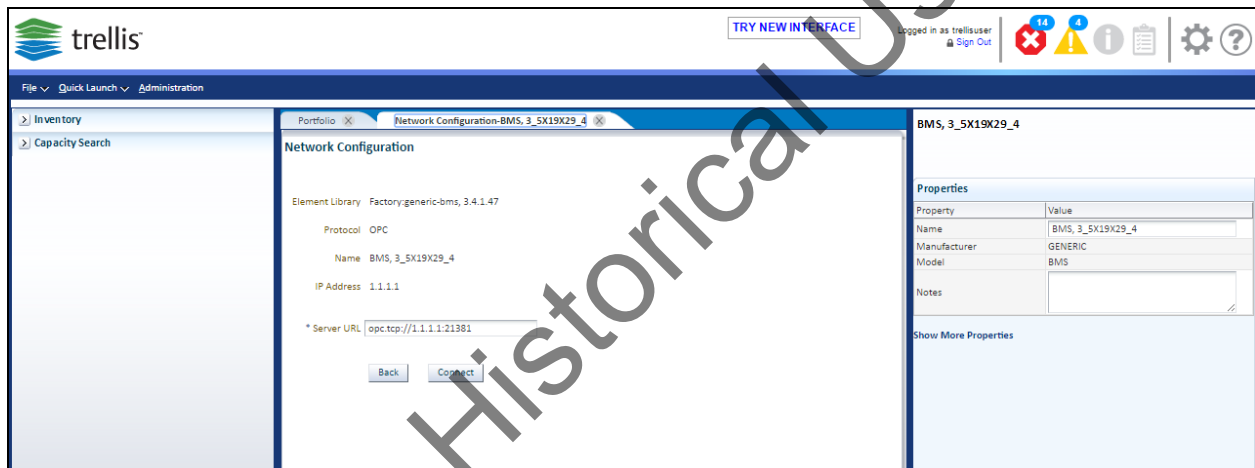 trellis
TRY NEW INTERFACE
Logged in as trellisuser
Sign Out
14
4
File Quick Launch Administration
Inventory
Capacity Search
Portfolio
Network Configuration-BMS, 3_5X19X29_4
Network Configuration
Element Library Factory:generic-bms, 3.4.1.47
Protocol OPC
Name BMS, 3_5X19X29_4
IP Address 1.1.1.1
* Server URL opc.tcp://1.1.1.1:21381
Back Connect
BMS, 3_5X19X29_4
Properties
Property Value
Name BMS, 3_5X19X29_4
Manufacturer GENERIC
Model BMS
Notes
Show More Properties
Historical